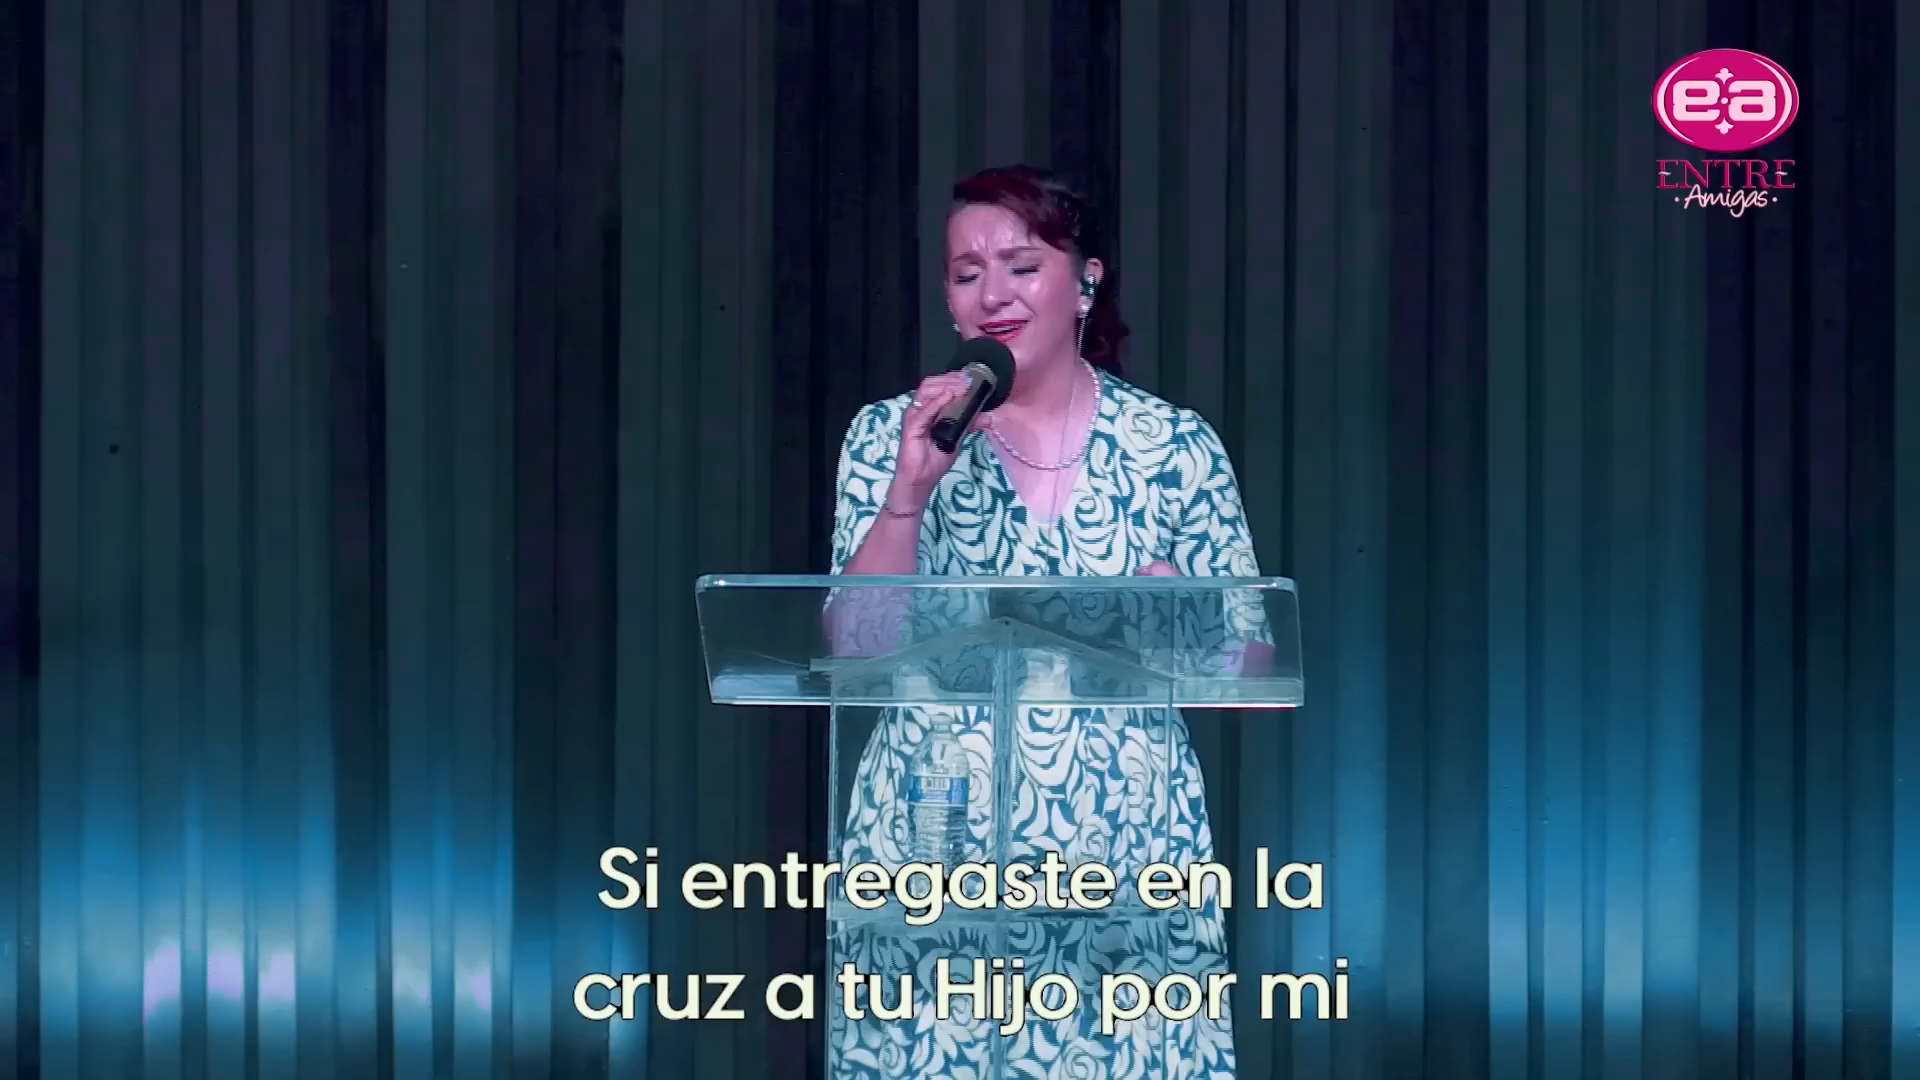 e:a
ENTRE
·Amigas·
Si entregaste en la
cruz a tu Hijo por mi